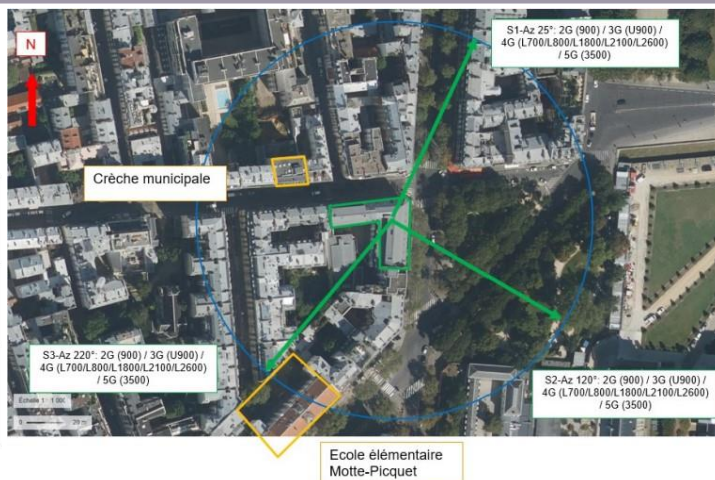 N
S1-Az 25°: 2G (900) / 3G (U900) /
4G (L700/L800/L1800/L2100/L2600)
/ 5G (3500)
Crèche municipale
S3-Az 220°: 2G (900) / 3G (U900) /
4G (L700/L800/L1800/L2100/L2600)
/ 5G (3500)
S2-Az 120°: 2G (900) / 3G (U900) /
4G (L700/L800/L1800/L2100/L2600)
/ 5G (3500)
0 20 m
Ecole élémentaire
Motte-Picquet